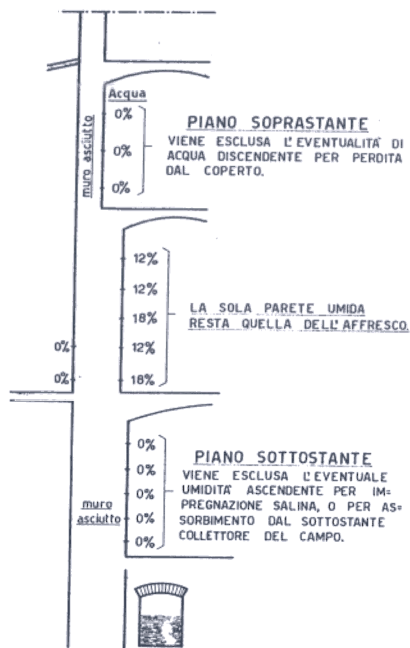 Acqua
0%
0%
0%
muro asciutto
PIANO SOPRASTANTE
VIENE ESCLUSA L'EVENTUALITÀ DI
ACQUA DISCENDENTE PER PERDITA
DAL COPERTO.
12%
12%
18%
12%
18%
0%
0%
LA SOLA PARETE UMIDA
RESTA QUELLA DELL'AFFRESCO.
0%
0%
0%
0%
0%
muro
asciutto
PIANO SOTTOSTANTE
VIENE ESCLUSA L'EVENTUALE
UMIDITÀ ASCENDENTE PER IM=
PREGNAZIONE SALINA, O PER AS=
SORBIMENTO DAL SOTTOSTANTE
COLLETTORE DEL CAMPO.